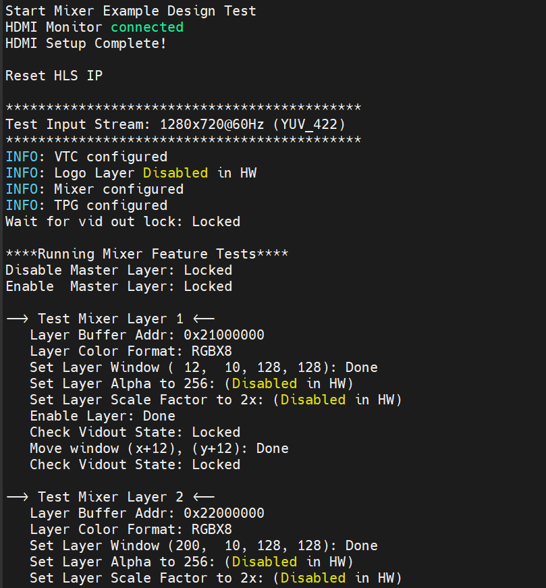 Start Mixer Example Design Test
HDMI Monitor connected
HDMI Setup Complete!
Reset HLS IP
********************************************
Test Input Stream: 1280x720@60Hz (YUV_422)
********************************************
INFO: VTC configured
INFO: Logo Layer Disabled in HW
INFO: Mixer configured
INFO: TPG configured
Wait for vid out lock: Locked
****Running Mixer Feature Tests****
Disable Master Layer: Locked
Enable  Master Layer: Locked
--> Test Mixer Layer 1 <--
Layer Buffer Addr: 0x21000000
Layer Color Format: RGBX8
Set Layer Window ( 12,  10, 128, 128): Done
Set Layer Alpha to 256: (Disabled in HW)
Set Layer Scale Factor to 2x: (Disabled in HW)
Enable Layer: Done
Check Vidout State: Locked
Move window (x+12), (y+12): Done
Check Vidout State: Locked
--> Test Mixer Layer 2 <--
Layer Buffer Addr: 0x22000000
Layer Color Format: RGBX8
Set Layer Window (200,  10, 128, 128): Done
Set Layer Alpha to 256: (Disabled in HW)
Set Layer Scale Factor to 2x: (Disabled in HW)